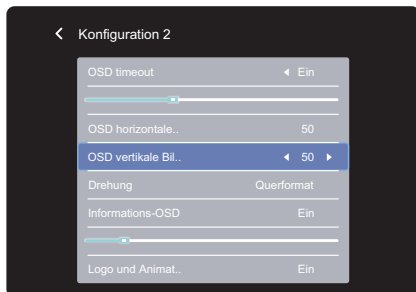 Konfiguration 2
OSD timeout Ein
OSD horizontale.. 50
OSD vertikale Bil.. 50
Drehung Querformat
Informations-OSD Ein
Logo und Animat.. Ein